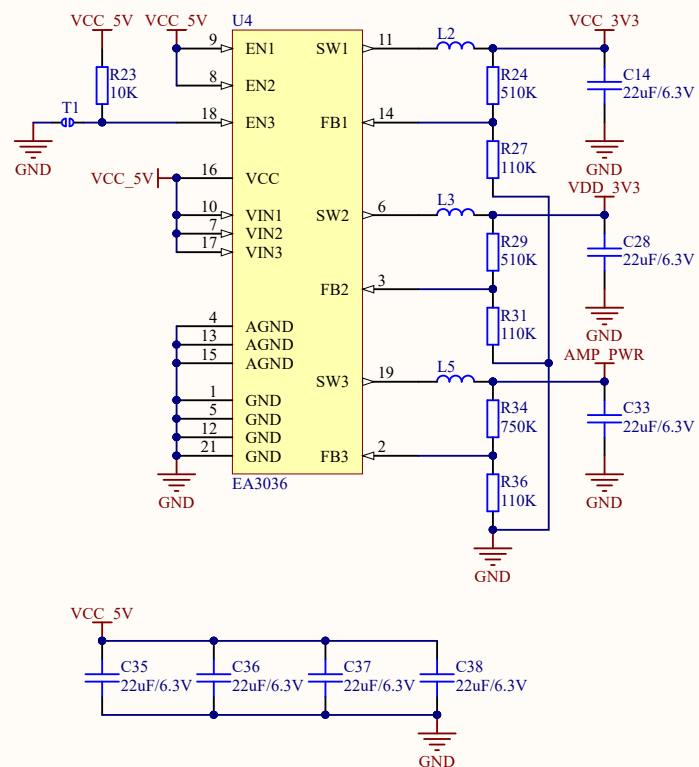 VCC_5V
VCC_5V
U4
VCC_3V3
9
EN1
SW1
11
L2
R23
10K
8
EN2
R24
510K
C14
22uF/6.3V
T1
18
EN3
FB1
14
GND
R27
110K
GND
VCC_5V
16
VCC
VDD_3V3
10
VIN1
SW2
6
L3
7
VIN2
17
VIN3
R29
510K
C28
22uF/6.3V
FB2
3
4
AGND
R31
110K
GND
13
AGND
15
AGND
AMP_PWR
SW3
19
L5
1
GND
R34
750K
C33
22uF/6.3V
5
GND
12
GND
21
GND
FB3
2
GND
EA3036
R36
110K
GND
GND
VCC_5V
C35
22uF/6.3V
C36
22uF/6.3V
C37
22uF/6.3V
C38
22uF/6.3V
GND